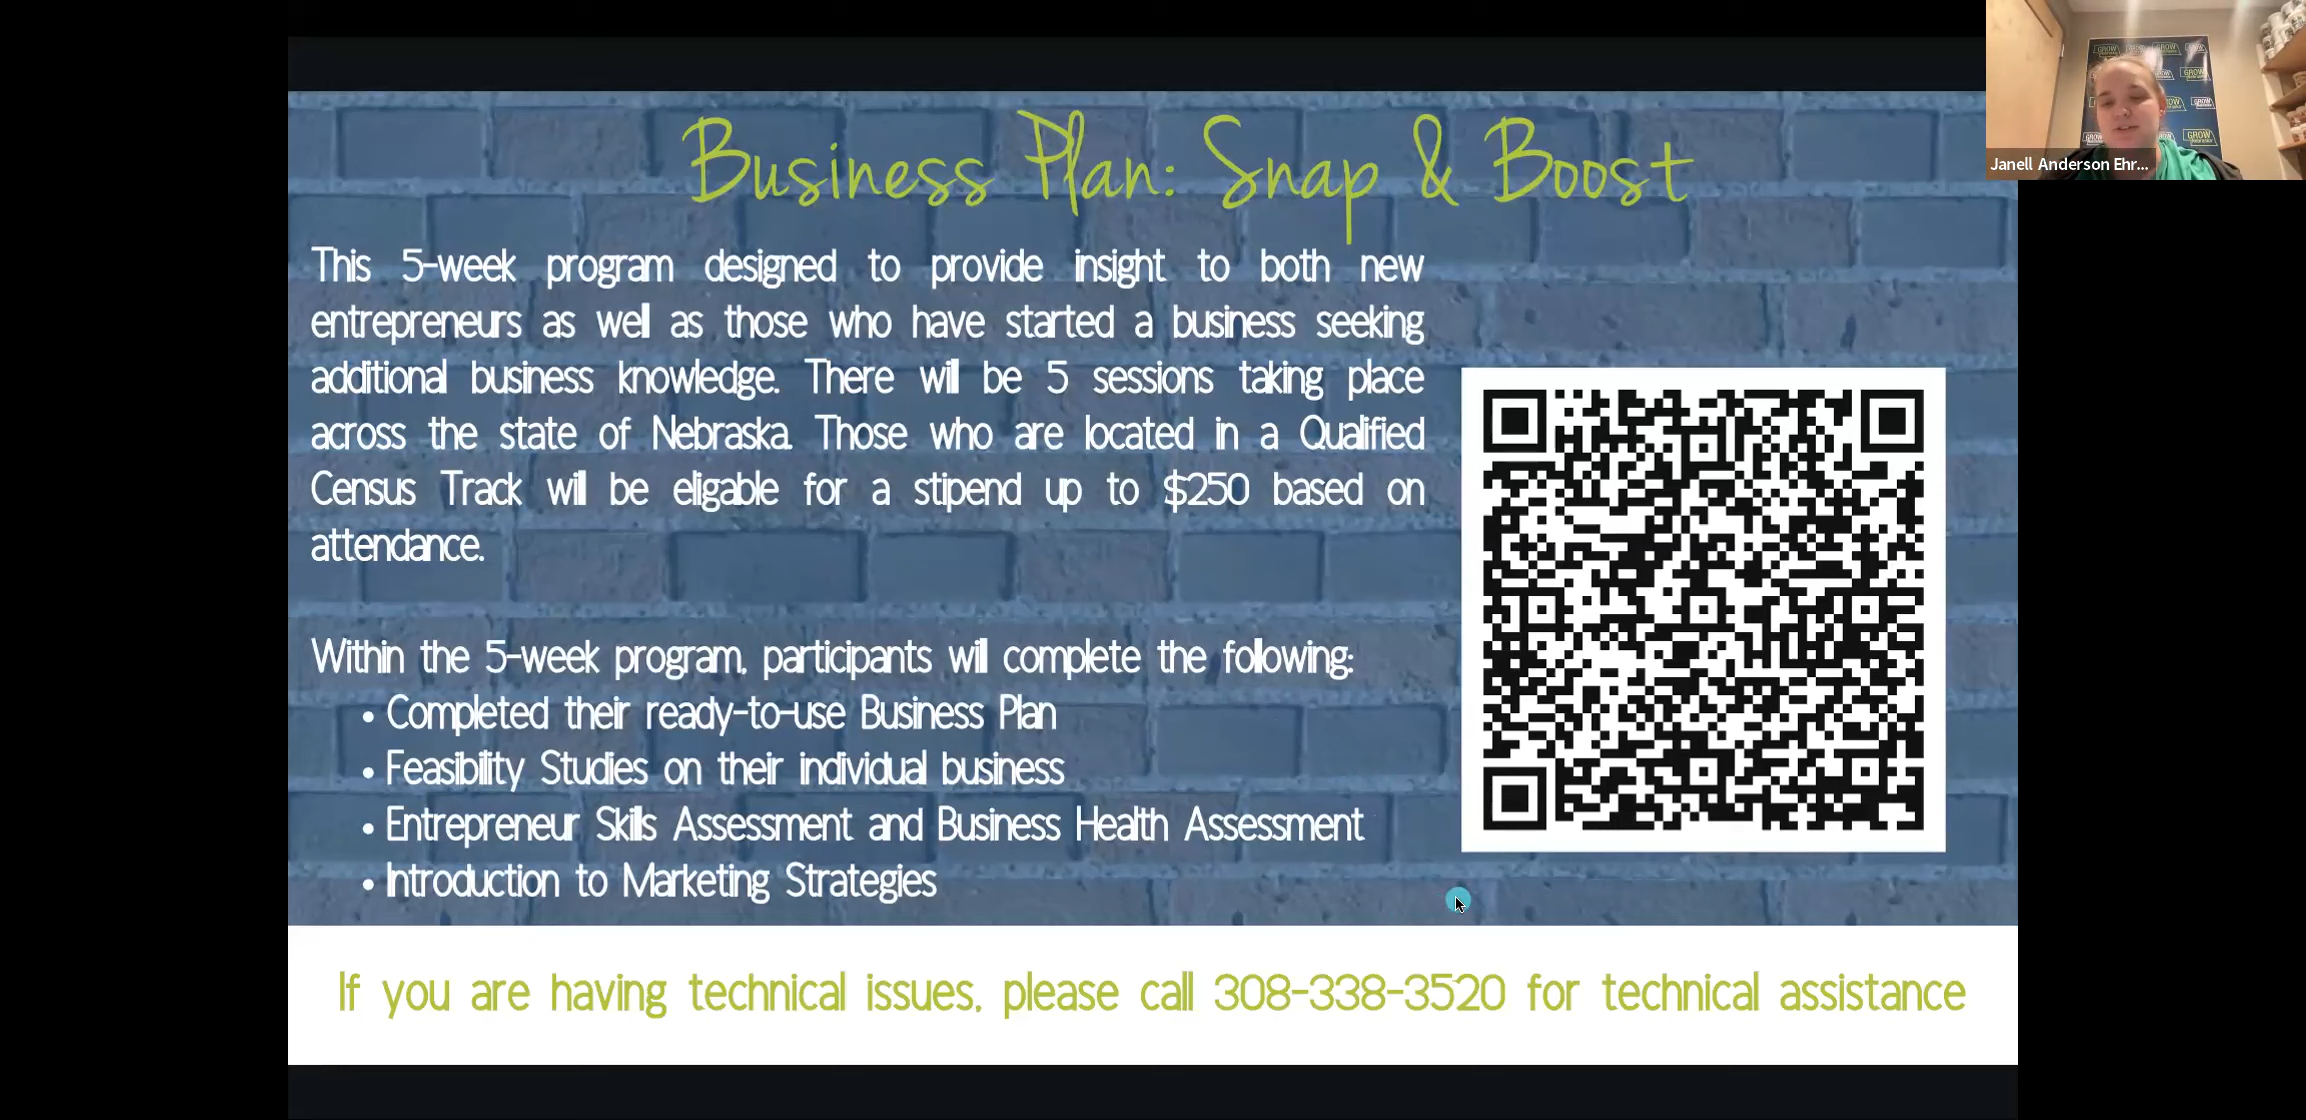 Business Plan: Snap & Boost
This 5-week program designed to provide insight to both new
entrepreneurs as well as those who have started a business seeking
additional business knowledge. There will be 5 sessions taking place
across the state of Nebraska. Those who are located in a Qualified
Census Track will be eligable for a stipend up to $250 based on
attendance.
Within the 5-week program, participants will complete the following:
• Completed their ready-to-use Business Plan
• Feasibility Studies on their individual business
• Entrepreneur Skills Assessment and Business Health Assessment
• Introduction to Marketing Strategies
If you are having technical issues, please call 308-338-3520 for technical assistance
GROW
GROW
GROW
GROW
Janell Anderson Ehr...